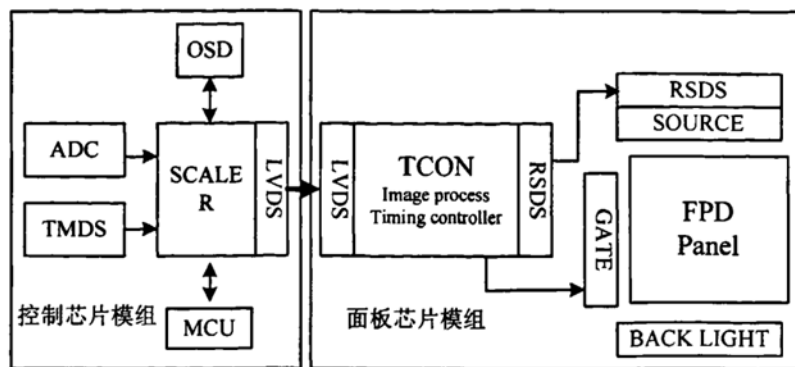 OSD
ADC
TMDS
SCALE
R
LVDS
MCU
控制芯片模组
LVDS
TCON
Image process
Timing controller
RSDS
RSDS
SOURCE
GATE
FPD
Panel
BACK LIGHT
面板芯片模组